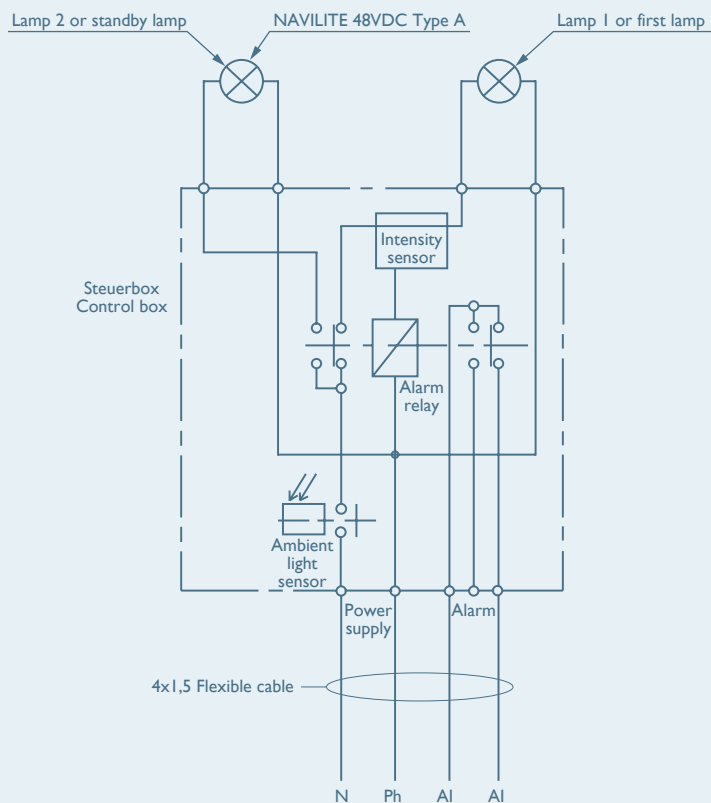 Lamp 2 or standby lamp
NAVILITE 48VDC Type A
Lamp 1 or first lamp
Intensity
sensor
Steuerbox
Control box
Alarm
relay
Ambient
light
sensor
Power
supply
Alarm
4x1,5 Flexible cable
N
Ph
Al
Al